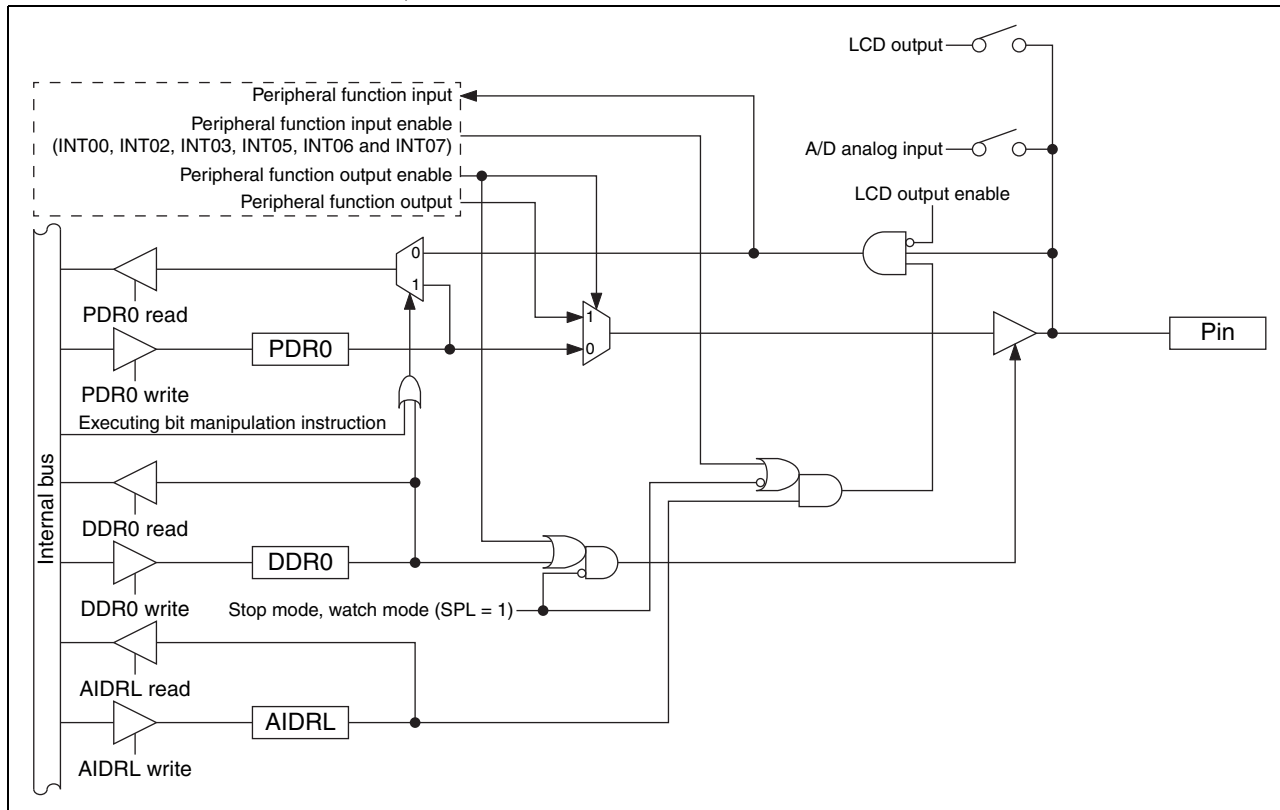 LCD output
Peripheral function input
Peripheral function input enable
(INT00, INT02, INT03, INT05, INT06 and INT07)
A/D analog input
Peripheral function output enable
Peripheral function output
LCD output enable
0
1
PDR0 read
1
0
PDR0
Pin
PDR0 write
Executing bit manipulation instruction
Internal bus
DDR0 read
DDR0
DDR0 write
Stop mode, watch mode (SPL = 1)
AIDRL read
AIDRL
AIDRL write